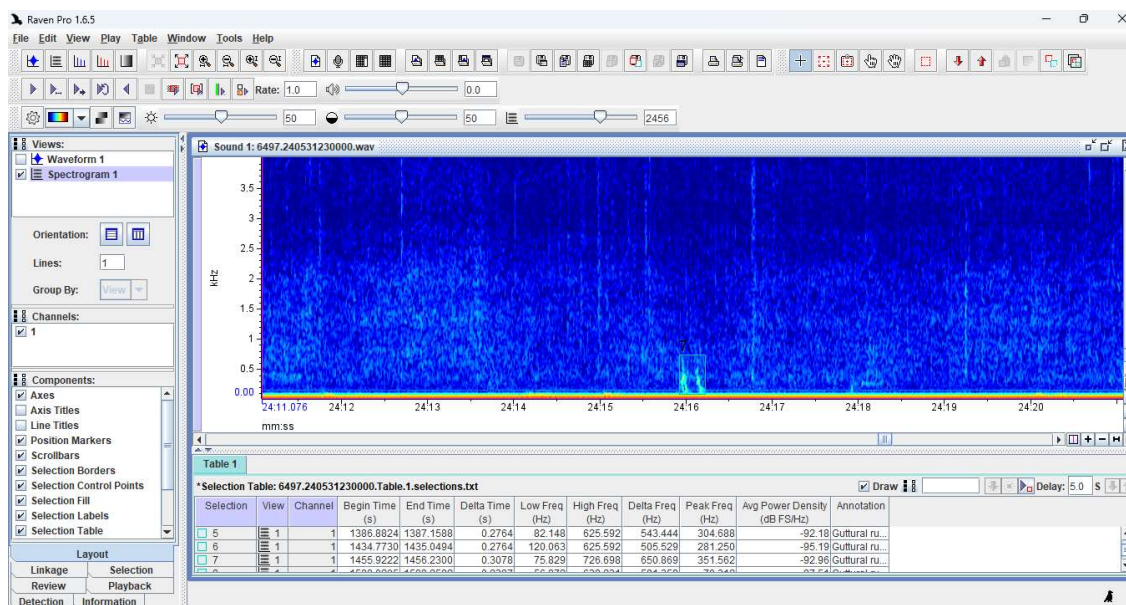 Raven Pro 1.6.5
File Edit View Play Table Window Tools Help
Rate: 1.0 0.0
50 50 2456
Views:
Waveform 1
Spectrogram 1
Orientation:
Lines: 1
Group By: View
Channels:
1
Components:
Axes
Axis Titles
Line Titles
Position Markers
Scrollbars
Selection Borders
Selection Control Points
Selection Fill
Selection Labels
Selection Table
Layout
Linkage Selection
Review Playback
Detection Information
Sound 1: 6497.240531230000.wav
kHz
3.5
3
2.5
2
1.5
1
7
0.5
0.00
24:11.076 24:12 24:13 24:14 24:15 24:16 24:17 24:18 24:19 24:20
mm:ss
Table 1
*Selection Table: 6497.240531230000.Table.1.selections.txt Draw Delay: 5.0 S
Selection View Channel Begin Time (s) End Time (s) Delta Time (s) Low Freq (Hz) High Freq (Hz) Delta Freq (Hz) Peak Freq (Hz) Avg Power Density (dB FS/Hz) Annotation
5 1 1 1386.8824 1387.1588 0.2764 82.148 625.592 543.444 304.688 -92.18 Guttural ru...
6 1 1 1434.7730 1435.0494 0.2764 120.063 625.592 505.529 281.250 -95.19 Guttural ru...
7 1 1 1455.9222 1456.2300 0.3078 75.829 726.698 650.869 351.562 -92.96 Guttural ru...